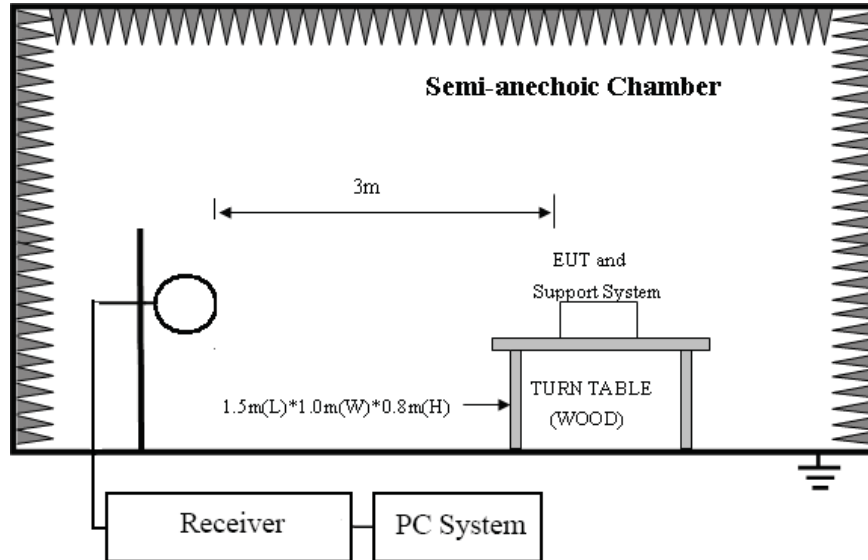 Semi-anechoic Chamber
3m
EUT and
Support System
1.5m(L)*1.0m(W)*0.8m(H)
TURN TABLE
(WOOD)
Receiver
PC System